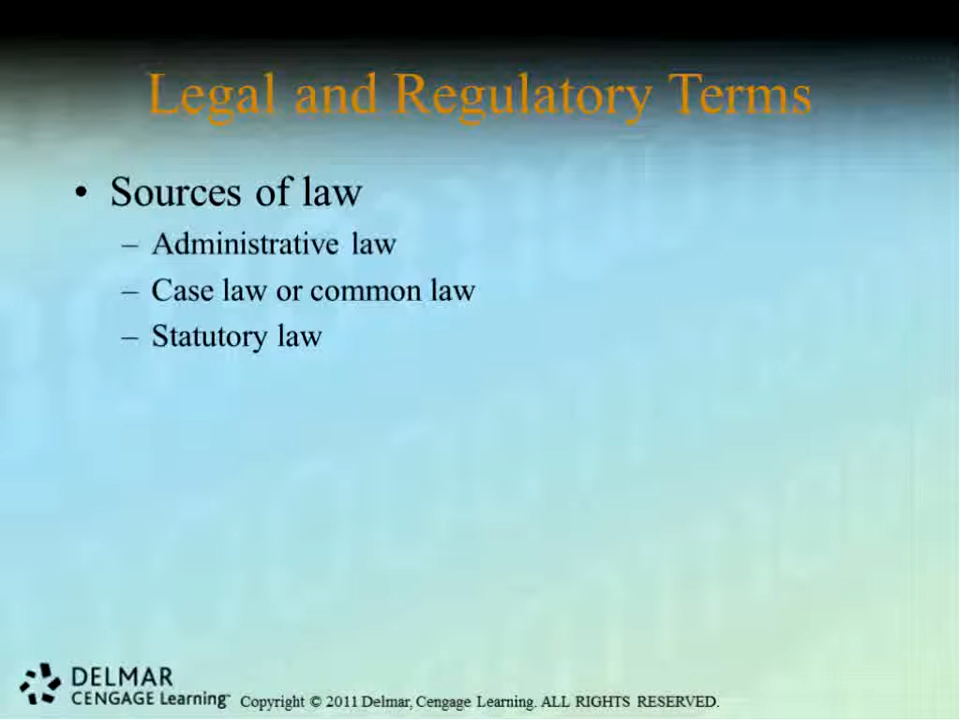 Legal and Regulatory Terms
• Sources of law
– Administrative law
– Case law or common law
– Statutory law
DELMAR
CENGAGE Learning™
Copyright © 2011 Delmar, Cengage Learning. ALL RIGHTS RESERVED.